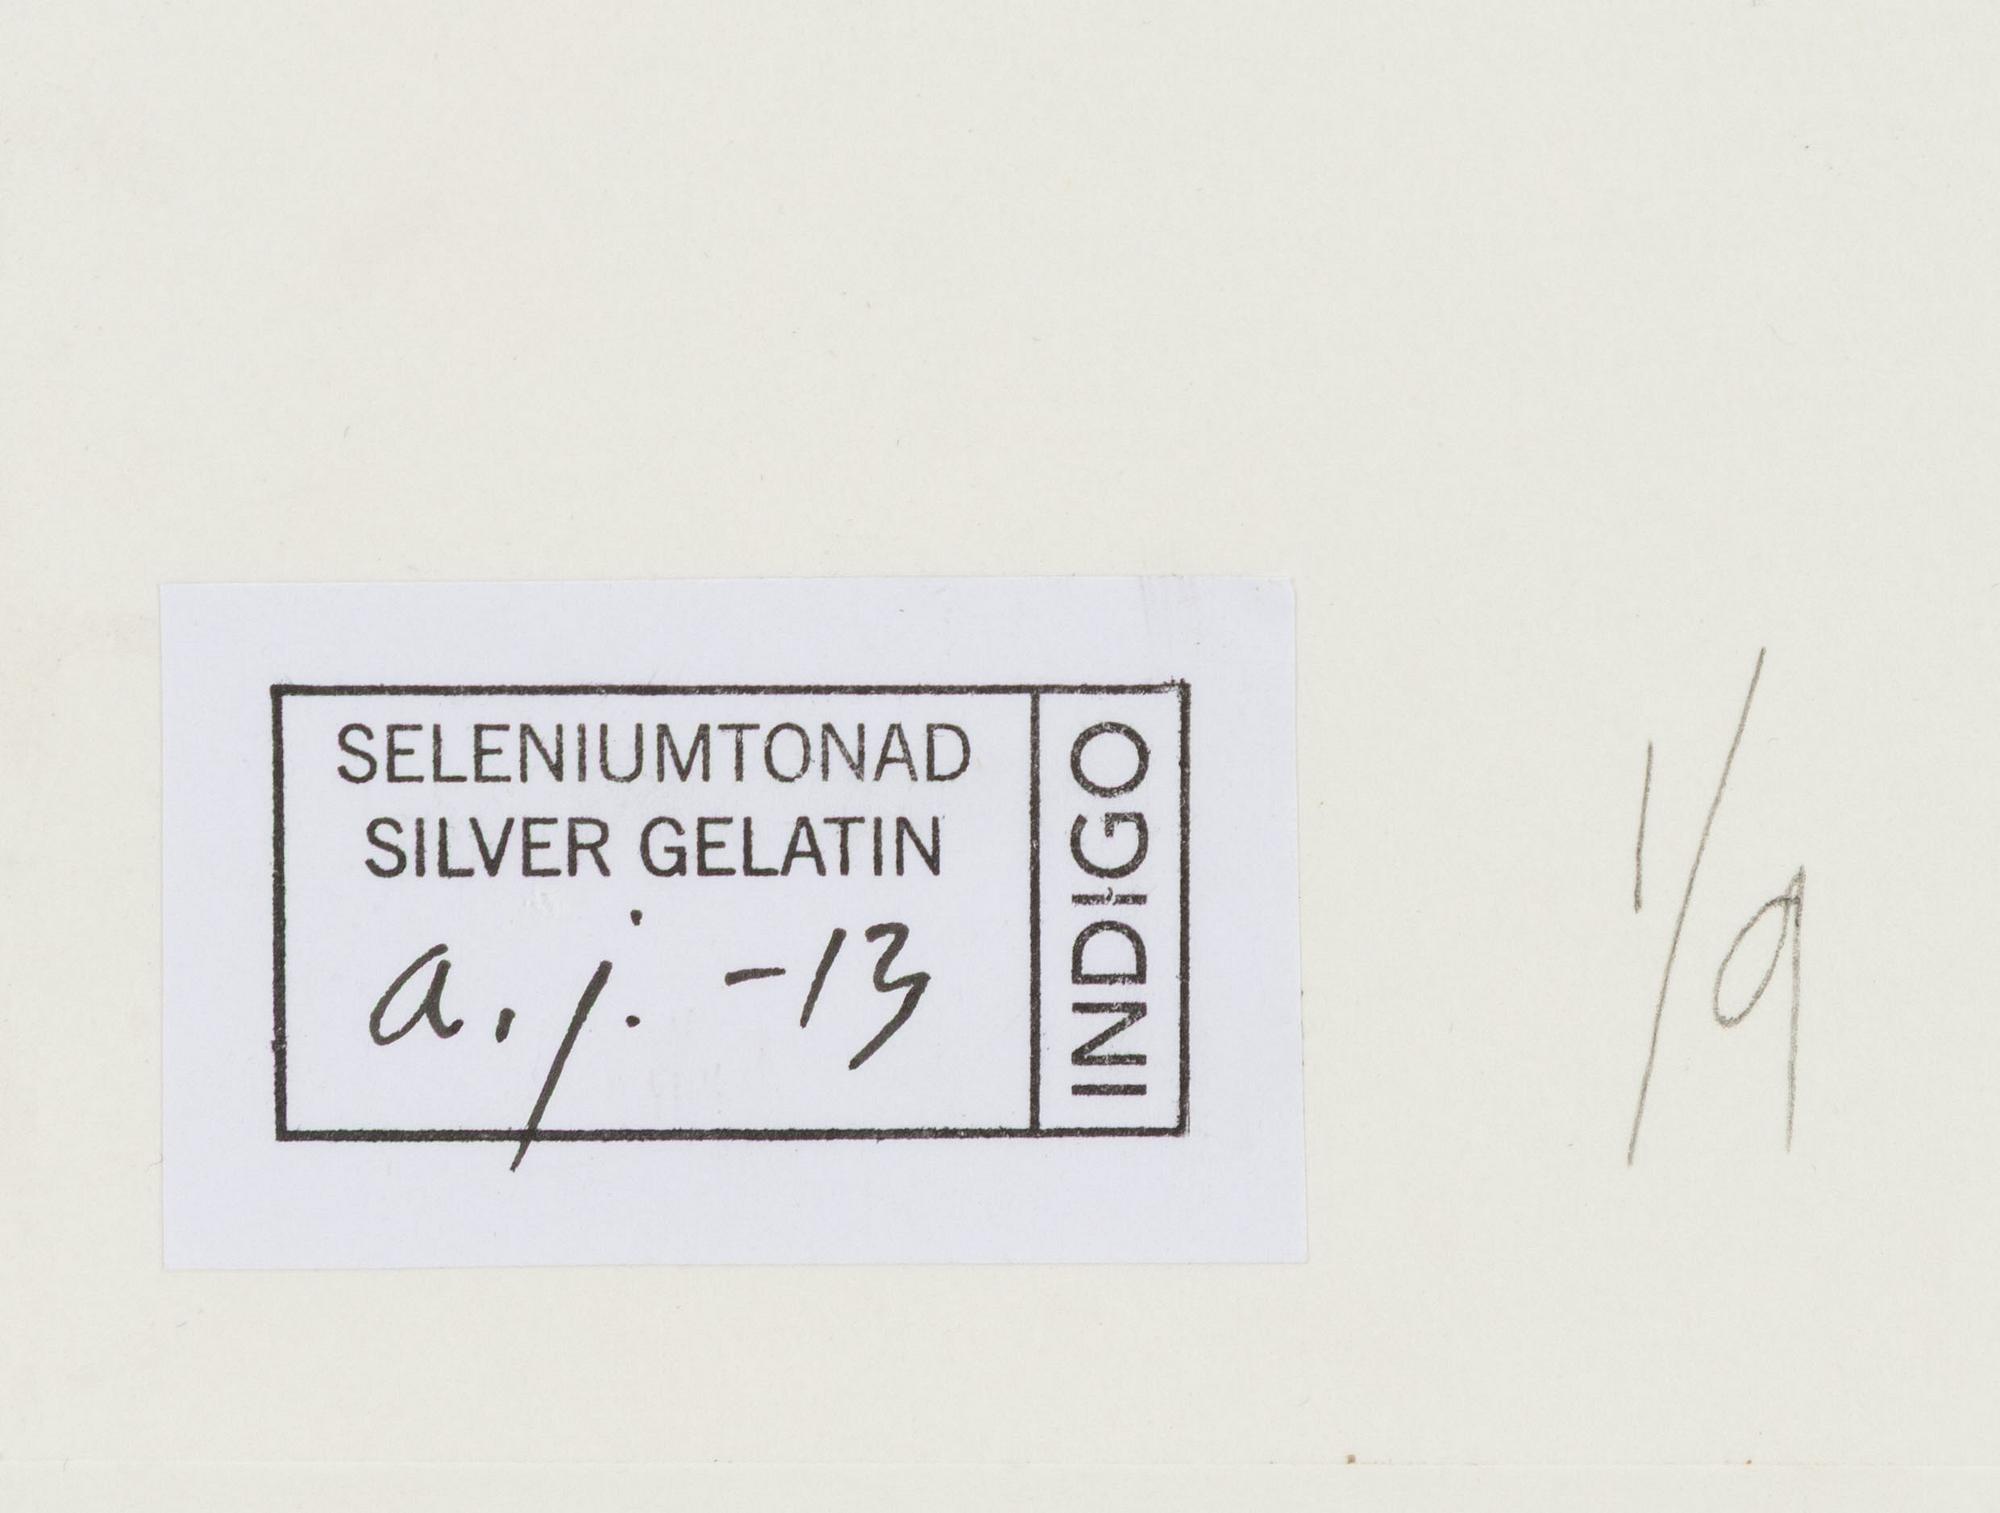 SELENIUMTONAD
SILVER GELATIN
a.j. -13
INDIGO
1/9